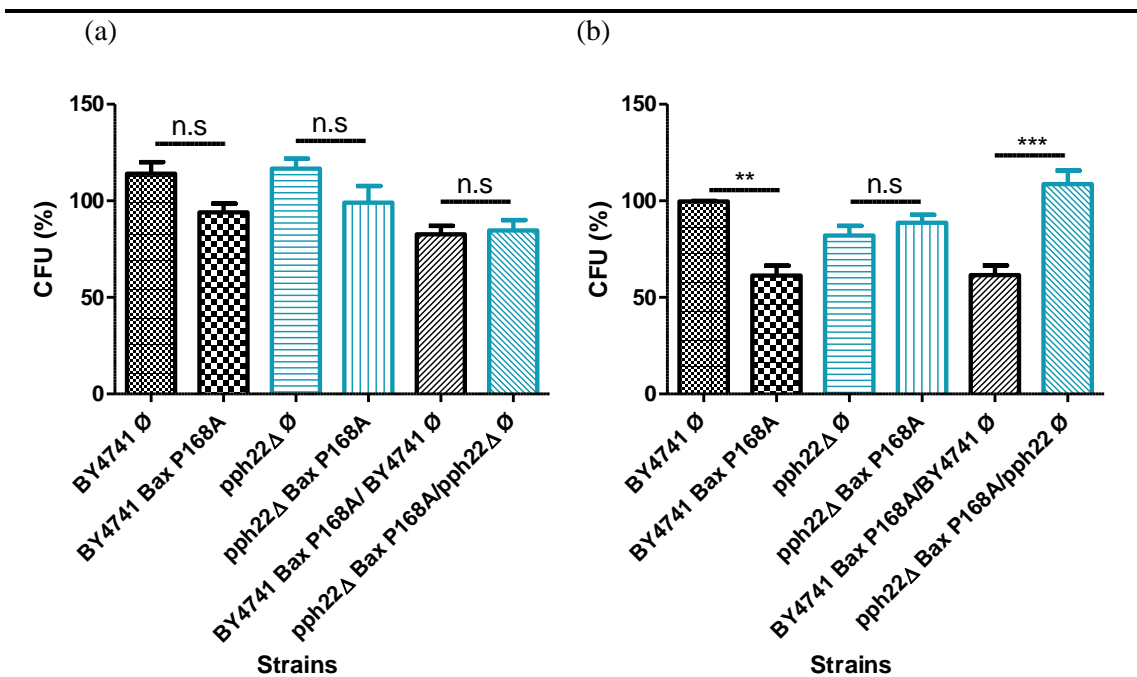 (a)
150
100
50
0
CFU (%)
n.s
n.s
n.s
BY4741 Ø
BY4741 Bax P168A
pph22Δ Ø
pph22Δ Bax P168A
BY4741 Bax P168A/ BY4741 Ø
pph22Δ Bax P168A/pph22Δ Ø
Strains
(b)
150
100
50
0
CFU (%)
**
n.s
***
BY4741 Ø
BY4741 Bax P168A
pph22Δ Ø
pph22Δ Bax P168A
BY4741 Bax P168A/BY4741 Ø
pph22Δ Bax P168A/pph22 Ø
Strains